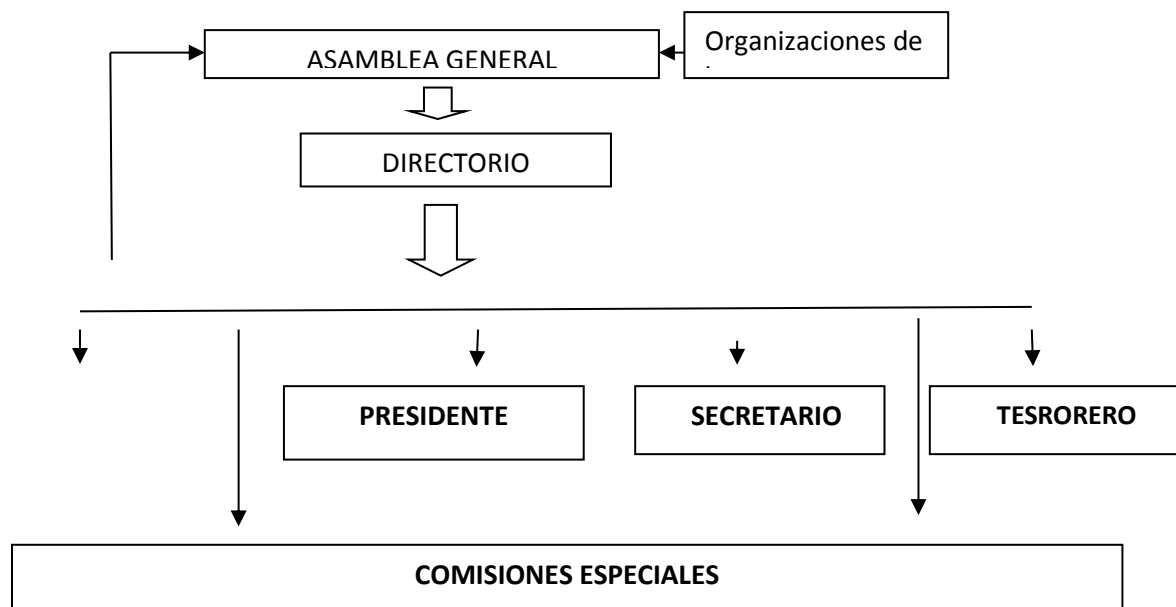 Organizaciones de
ASAMBLEA GENERAL
DIRECTORIO
PRESIDENTE
SECRETARIO
TESRORERO
COMISIONES ESPECIALES